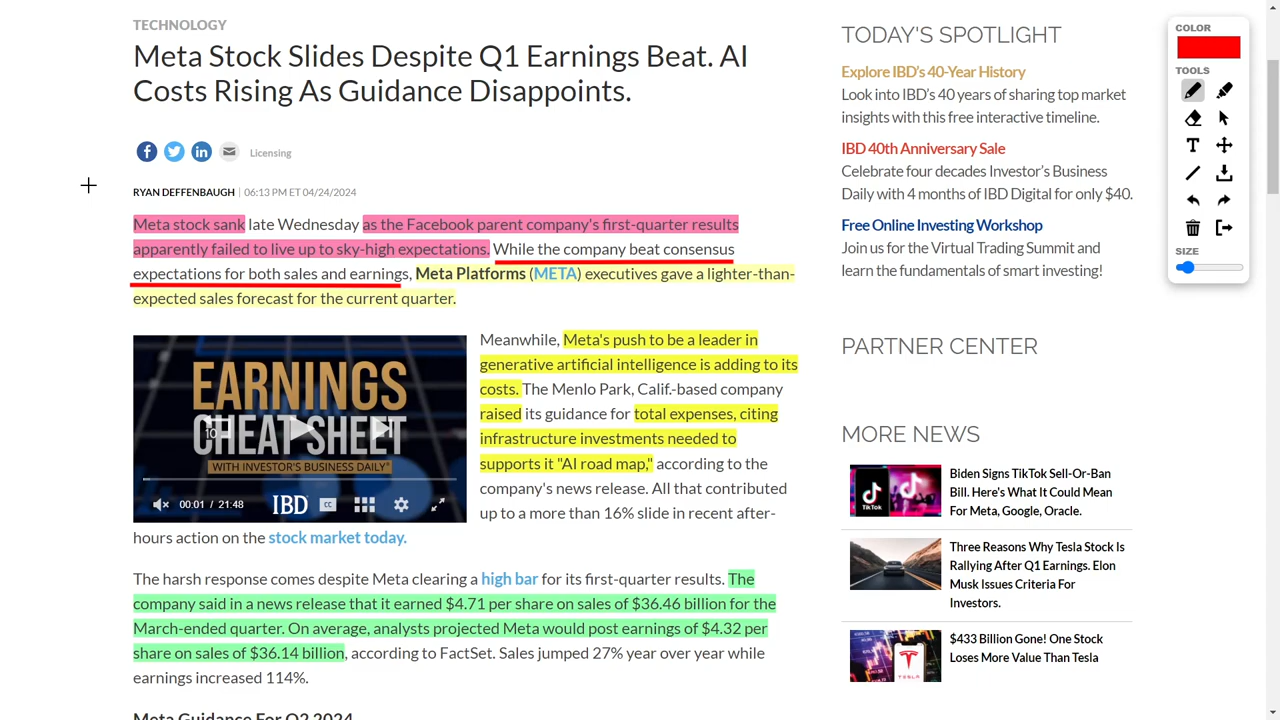 TECHNOLOGY
Meta Stock Slides Despite Q1 Earnings Beat. AI
Costs Rising As Guidance Disappoints.
Licensing
RYAN DEFFENBAUGH | 06:13 PM ET 04/24/2024
Meta stock sank late Wednesday as the Facebook parent company's first-quarter results
apparently failed to live up to sky-high expectations. While the company beat consensus
expectations for both sales and earnings, Meta Platforms (META) executives gave a lighter-than-
expected sales forecast for the current quarter.
EARNINGS
CHEAT SHEET
WITH INVESTOR'S BUSINESS DAILY
10
00:01 / 21:48
IBD
CC
Meanwhile, Meta's push to be a leader in
generative artificial intelligence is adding to its
costs. The Menlo Park, Calif.-based company
raised its guidance for total expenses, citing
infrastructure investments needed to
supports it "AI road map," according to the
company's news release. All that contributed
up to a more than 16% slide in recent after-
hours action on the stock market today.
The harsh response comes despite Meta clearing a high bar for its first-quarter results. The
company said in a news release that it earned $4.71 per share on sales of $36.46 billion for the
March-ended quarter. On average, analysts projected Meta would post earnings of $4.32 per
share on sales of $36.14 billion, according to FactSet. Sales jumped 27% year over year while
earnings increased 114%.
Meta Guidance For Q2 2024
TODAY'S SPOTLIGHT
Explore IBD's 40-Year History
Look into IBD's 40 years of sharing top market
insights with this free interactive timeline.
IBD 40th Anniversary Sale
Celebrate four decades Investor's Business
Daily with 4 months of IBD Digital for only $40.
Free Online Investing Workshop
Join us for the Virtual Trading Summit and
learn the fundamentals of smart investing!
PARTNER CENTER
MORE NEWS
TikTok
Biden Signs TikTok Sell-Or-Ban
Bill. Here's What It Could Mean
For Meta, Google, Oracle.
Three Reasons Why Tesla Stock Is
Rallying After Q1 Earnings. Elon
Musk Issues Criteria For
Investors.
TESLA
$433 Billion Gone! One Stock
Loses More Value Than Tesla
COLOR
TOOLS
T
SIZE